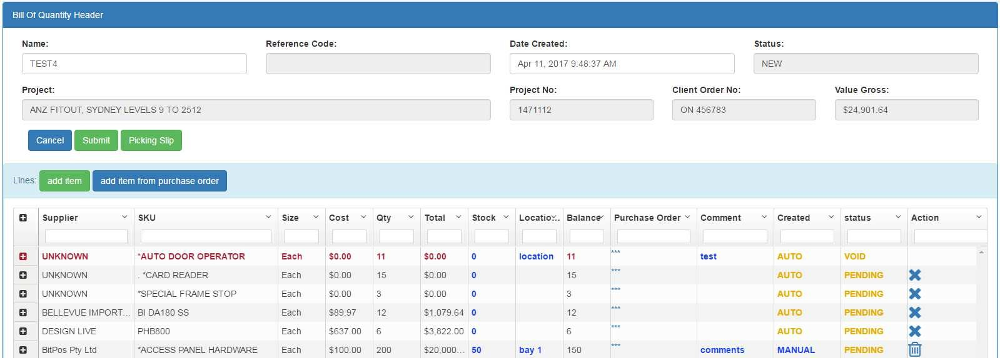 Bill Of Quantity Header
Name: Reference Code: Date Created: Status:
TEST4 Apr 11, 2017 9:48:37 AM NEW
Project: Project No: Client Order No: Value Gross:
ANZ FITOUT, SYDNEY LEVELS 9 TO 2512 1471112 ON 456783 $24,901.64
Cancel Submit Picking Slip
Lines: add item add item from purchase order
Supplier SKU Size Cost Qty Total Stock Locatio... Balance Purchase Order Comment Created status Action
UNKNOWN *AUTO DOOR OPERATOR Each $0.00 11 $0.00 0 location 11 *** test AUTO VOID
UNKNOWN . *CARD READER Each $0.00 15 $0.00 0 15 *** AUTO PENDING
UNKNOWN *SPECIAL FRAME STOP Each $0.00 3 $0.00 0 3 *** AUTO PENDING
BELLEVUE IMPORT... BI DA180 SS Each $89.97 12 $1,079.64 0 12 *** AUTO PENDING
DESIGN LIVE PHB800 Each $637.00 6 $3,822.00 0 6 *** AUTO PENDING
BitPos Pty Ltd *ACCESS PANEL HARDWARE Each $100.00 200 $20,000... 50 bay 1 150 *** comments MANUAL PENDING